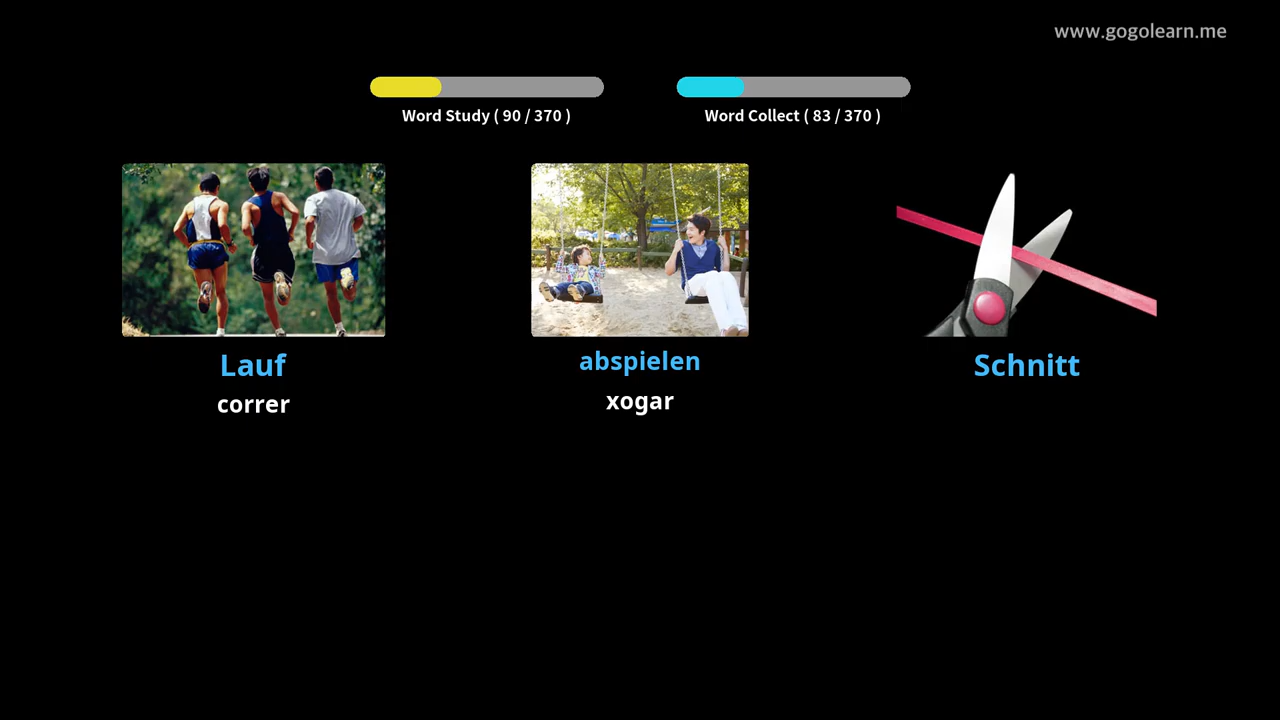 www.gogolearn.me
Word Study ( 90 / 370 )
Word Collect ( 83 / 370 )
Lauf
correr
abspielen
xogar
Schnitt